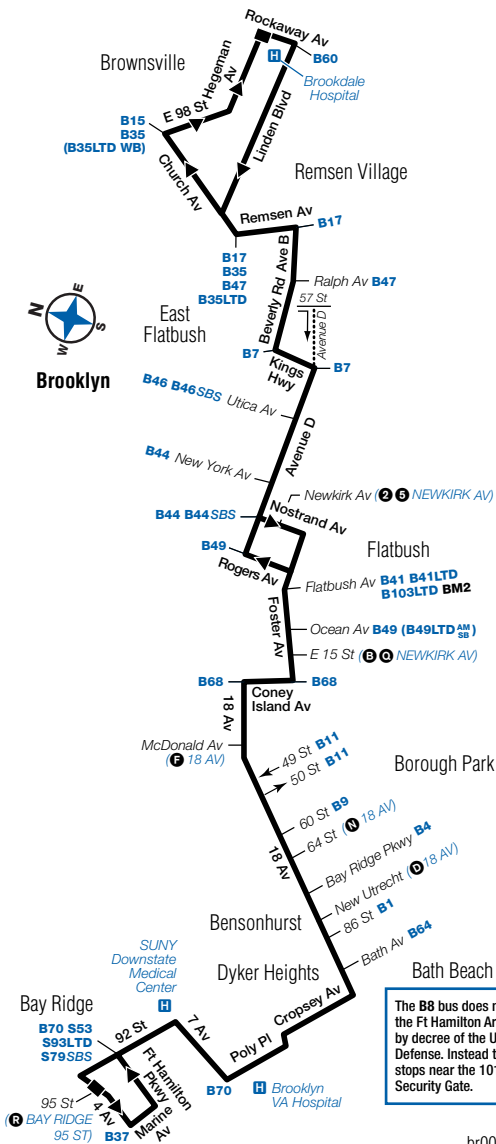 Rockaway Av
B60
Brownsville
Hegeman
Av
H
Brookdale
Hospital
E 98 St
Linden Blvd
B15
B35
(B35LTD WB)
Church Av
Remsen Village
Remsen Av
B17
B17
B35
B47
B35LTD
Beverly Rd Ave B
Ralph Av B47
57 St
Avenue D
N
E
W
S
Brooklyn
East
Flatbush
B7
Kings
Hwy
B7
B46 B46SBS Utica Av
Avenue D
B44 New York Av
Newkirk Av (2 5 NEWKIRK AV)
B44 B44SBS
Nostrand Av
B49
Rogers Av
Flatbush
Flatbush Av B41 B41LTD
B103LTD BM2
Foster Av
Ocean Av B49 (B49LTD AM SB)
E 15 St (B Q NEWKIRK AV)
B68
B68
Coney
Island Av
18 Av
McDonald Av
(F 18 AV)
49 St B11
50 St B11
Borough Park
60 St B9
64 St (N 18 AV)
18 Av
Bay Ridge Pkwy B4
New Utrecht (D 18 AV)
86 St B1
Bensonhurst
Bath Av B64
SUNY
Downstate
Medical
Center
H
Dyker Heights
Bath Beach
Cropsey Av
Bay Ridge
92 St
7 Av
Poly Pl
B70 S53
S93LTD
S79SBS
Ft Hamilton
Pkwy
B70
H Brooklyn
VA Hospital
95 St
(R BAY RIDGE
95 ST)
4 Av
B37
Marine
Av
The B8 bus does
the Ft Hamilton
by decree of the
Defense. Instead
stops near the
Security Gate.